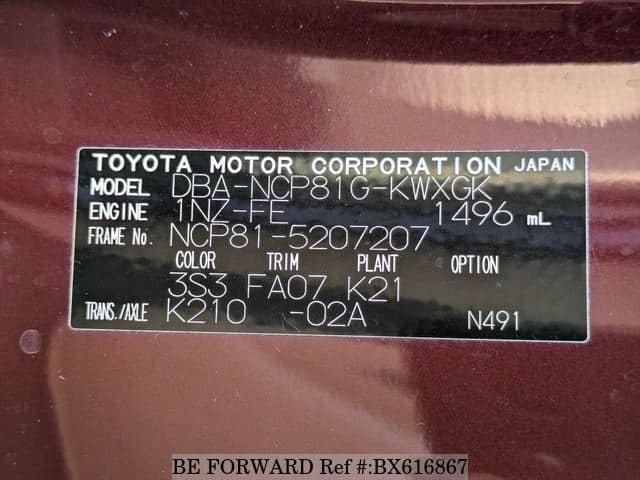 TOYOTA MOTOR CORPORATION JAPAN
MODEL DBA-NCP81G-KWXGK
ENGINE 1NZ-FE 1496 mL
FRAME No. NCP81-5207207
COLOR TRIM PLANT OPTION
3S3 FA07 K21
TRANS./AXLE K210 -02A N491
BE FORWARD Ref #:BX616867